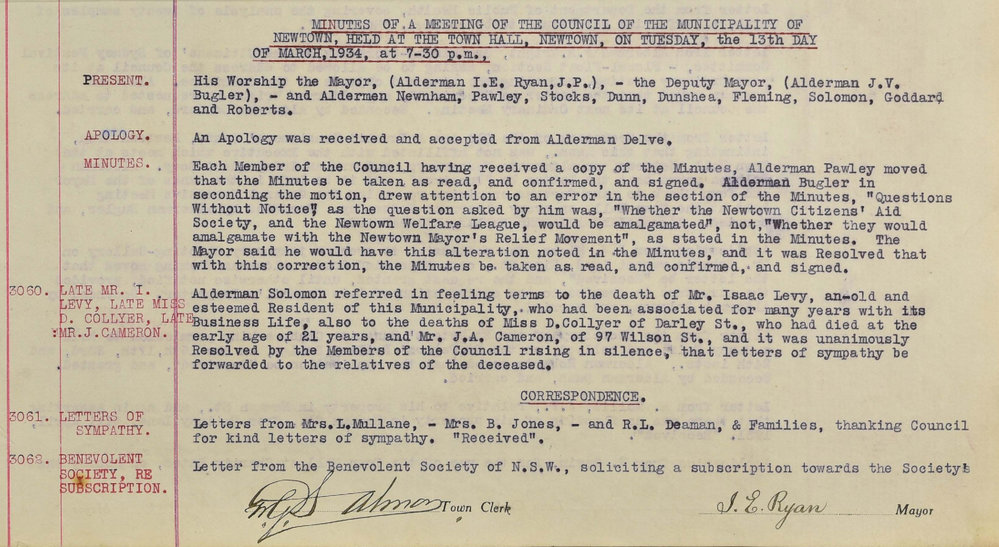 MINUTES OF A MEETING OF THE COUNCIL OF THE MUNICIPALITY OF
NEWTOWN, HELD AT THE TOWN HALL, NEWTOWN, ON TUESDAY, the 13th DAY
OF MARCH,1934, at 7-30 p.m.,
PRESENT.
His Worship the Mayor, (Alderman I.E. Ryan,J.P.), - the Deputy Mayor, (Alderman J.V.
Bugler), - and Aldermen Newnham, Pawley, Stocks, Dunn, Dunshea, Fleming, Solomon, Goddard
and Roberts.
APOLOGY.
An Apology was received and accepted from Alderman Delve.
MINUTES.
Each Member of the Council having received a copy of the Minutes, Alderman Pawley moved
that the Minutes be taken as read, and confirmed, and signed. Alderman Bugler in
seconding the motion, drew attention to an error in the section of the Minutes, "Questions
Without Notice", as the question asked by him was, "Whether the Newtown Citizens' Aid
Society, and the Newtown Welfare League, would be amalgamated", not,"Whether they would
amalgamate with the Newtown Mayor's Relief Movement", as stated in the Minutes. The
Mayor said he would have this alteration noted in the Minutes, and it was Resolved that
with this correction, the Minutes be taken as read, and confirmed, and signed.
3060. LATE MR. I.
LEVY, LATE MISS
D. COLLYER, LATE
MR.J.CAMERON.
Alderman Solomon referred in feeling terms to the death of Mr. Isaac Levy, an old and
esteemed Resident of this Municipality, who had been associated for many years with its
Business Life, also to the deaths of Miss D.Collyer of Darley St., who had died at the
early age of 21 years, and Mr. J.A. Cameron, of 97 Wilson St., and it was unanimously
Resolved by the Members of the Council rising in silence, that letters of sympathy be
forwarded to the relatives of the deceased.
CORRESPONDENCE.
3061. LETTERS OF
SYMPATHY.
Letters from Mrs.L.Mullane, - Mrs. B. Jones, - and R.L. Deaman, & Families, thanking Council
for kind letters of sympathy. "Received".
3062. BENEVOLENT
SOCIETY, RE
SUBSCRIPTION.
Letter from the Benevolent Society of N.S.W., soliciting a subscription towards the Society's
Town Clerk
I. E. Ryan Mayor